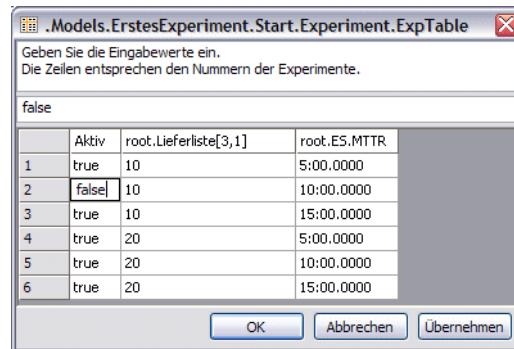 .Models.ErstesExperiment.Start.Experiment.ExpTable
Geben Sie die Eingabewerte ein.
Die Zeilen entsprechen den Nummern der Experimente.
false
Aktiv root.Lieferliste[3,1] root.ES.MTTR
1 true 10 5:00.0000
2 false 10 10:00.0000
3 true 10 15:00.0000
4 true 20 5:00.0000
5 true 20 10:00.0000
6 true 20 15:00.0000
OK Abbrechen Übernehmen